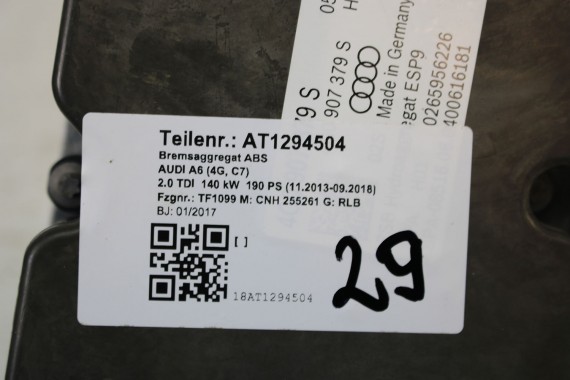 Teilenr.: AT1294504
Bremsaggregat ABS
AUDI A6 (4G, C7)
2.0 TDI 140 kW 190 PS (11.2013-09.2018)
Fzgnr.: TF1099 M: CNH 255261 G: RLB
BJ: 01/2017
[ ]
18AT1294504
29
9 S
907 379 S
H
05
Made in Germany
gat ESP9
0265956226
400616181